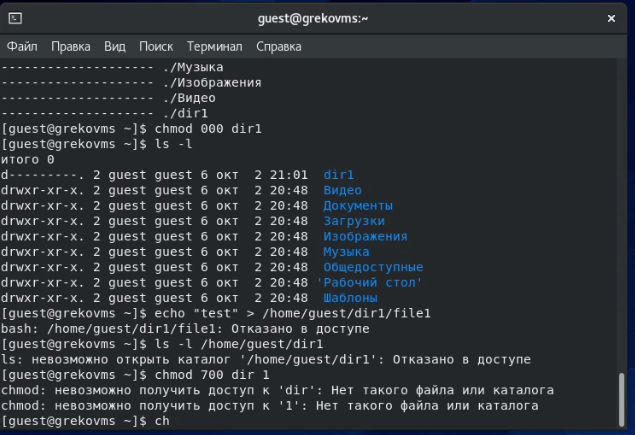 guest@grekovms:~
Файл Правка Вид Поиск Терминал Справка
-------------------- ./Музыка
-------------------- ./Изображения
-------------------- ./Видео
-------------------- ./dir1
[guest@grekovms ~]$ chmod 000 dir1
[guest@grekovms ~]$ ls -l
итого 0
d---------. 2 guest guest 6 окт  2 21:01  dir1
drwxr-xr-x. 2 guest guest 6 окт  2 20:48  Видео
drwxr-xr-x. 2 guest guest 6 окт  2 20:48  Документы
drwxr-xr-x. 2 guest guest 6 окт  2 20:48  Загрузки
drwxr-xr-x. 2 guest guest 6 окт  2 20:48  Изображения
drwxr-xr-x. 2 guest guest 6 окт  2 20:48  Музыка
drwxr-xr-x. 2 guest guest 6 окт  2 20:48  Общедоступные
drwxr-xr-x. 2 guest guest 6 окт  2 20:48 'Рабочий стол'
drwxr-xr-x. 2 guest guest 6 окт  2 20:48  Шаблоны
[guest@grekovms ~]$ echo "test" > /home/guest/dir1/file1
bash: /home/guest/dir1/file1: Отказано в доступе
[guest@grekovms ~]$ ls -l /home/guest/dir1
ls: невозможно открыть каталог '/home/guest/dir1': Отказано в доступе
[guest@grekovms ~]$ chmod 700 dir 1
chmod: невозможно получить доступ к 'dir': Нет такого файла или каталога
chmod: невозможно получить доступ к '1': Нет такого файла или каталога
[guest@grekovms ~]$ ch